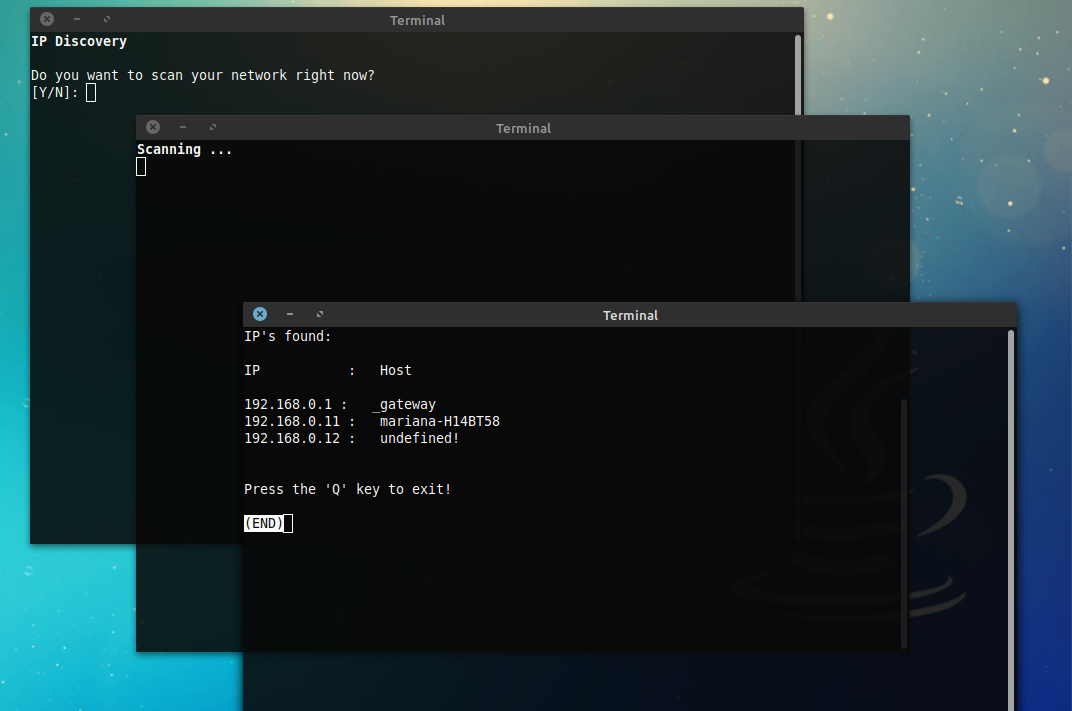 Terminal
IP Discovery
Do you want to scan your network right now?
[Y/N]:
Terminal
Scanning ...
Terminal
IP's found:
IP : Host
192.168.0.1 : _gateway
192.168.0.11 : mariana-H14BT58
192.168.0.12 : undefined!
Press the 'Q' key to exit!
(END)